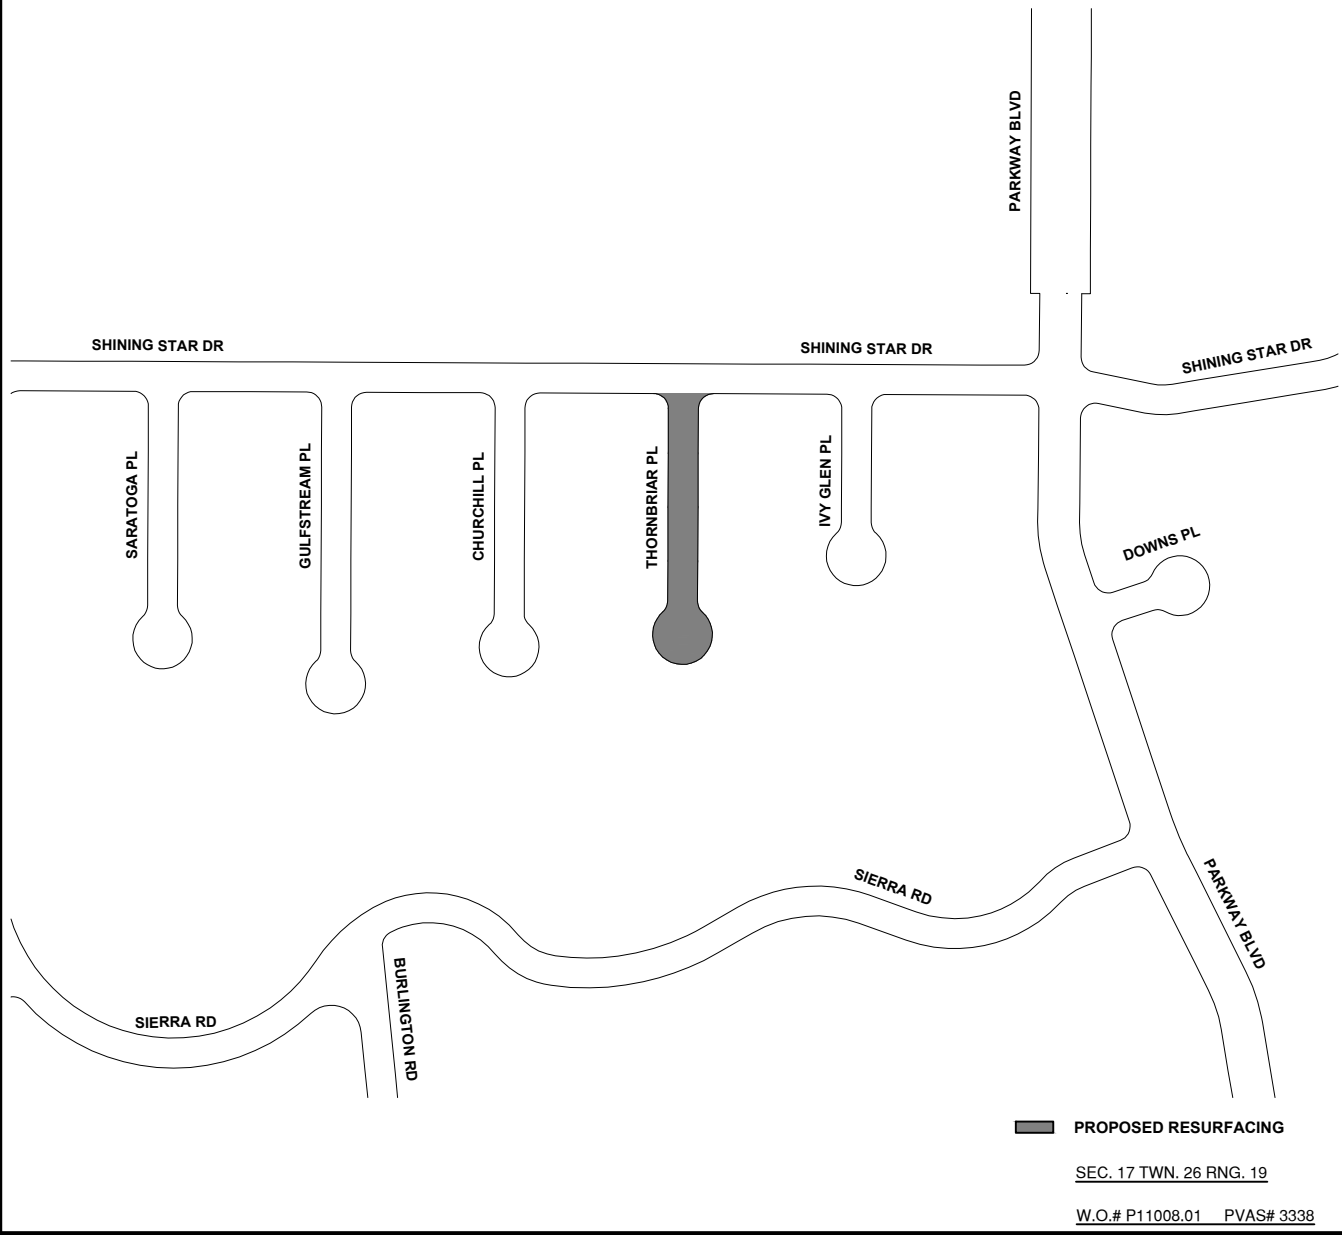 PARKWAY BLVD
SHINING STAR DR
SHINING STAR DR
SHINING STAR DR
SARATOGA PL
GULFSTREAM PL
CHURCHILL PL
THORNBRIAR PL
IVY GLEN PL
DOWNS PL
SIERRA RD
PARKWAY BLVD
SIERRA RD
BURLINGTON RD
PROPOSED RESURFACING
SEC. 17 TWN. 26 RNG. 19
W.O.# P11008.01 PVAS# 3338